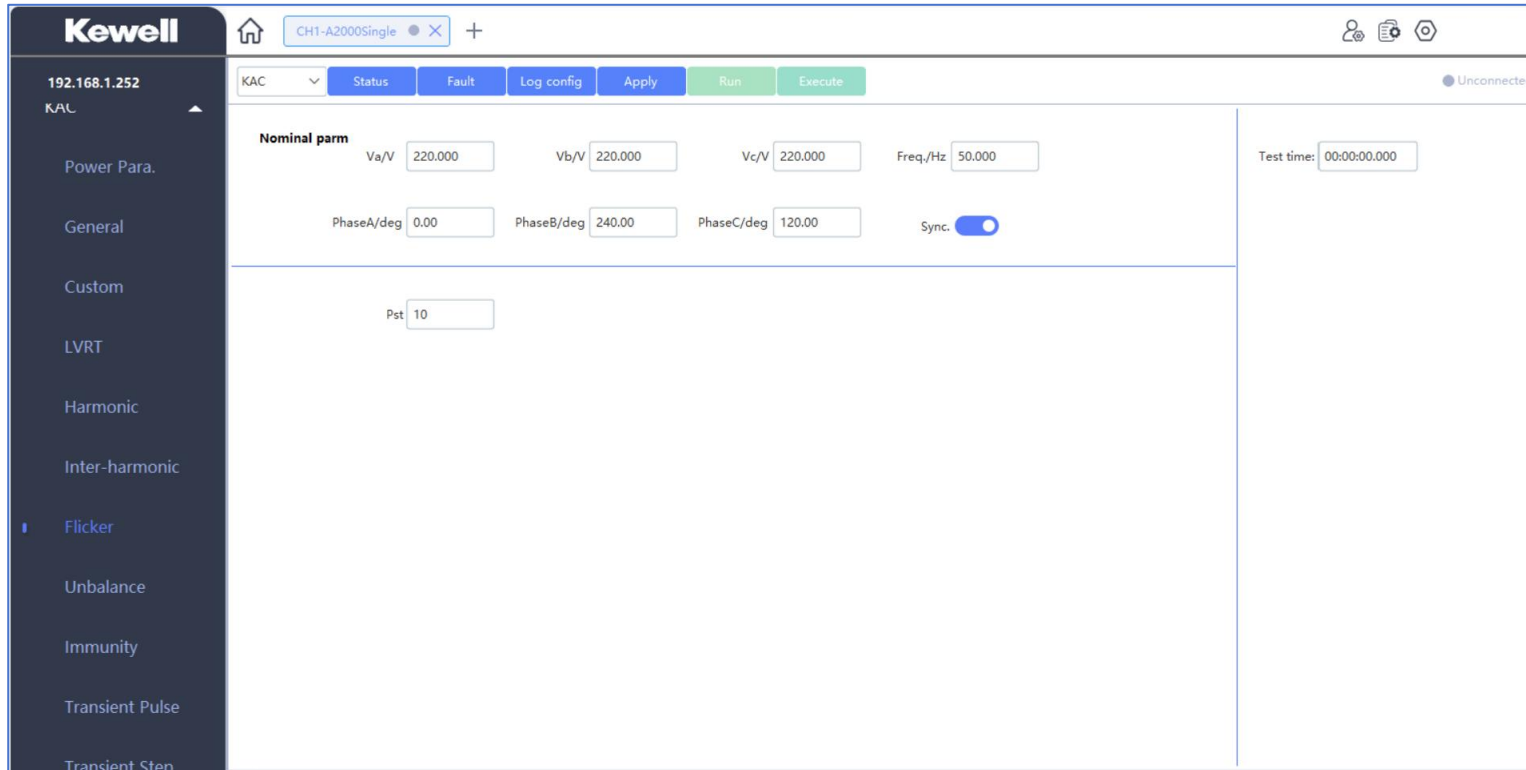 Kewell
CH1-A2000Single
192.168.1.252
KAC
Power Para.
General
Custom
LVRT
Harmonic
Inter-harmonic
Flicker
Unbalance
Immunity
Transient Pulse
Transient Step
KAC Status Fault Log config Apply Run Execute Unconnecte
Nominal parm
Va/V 220.000 Vb/V 220.000 Vc/V 220.000 Freq./Hz 50.000
PhaseA/deg 0.00 PhaseB/deg 240.00 PhaseC/deg 120.00 Sync.
Pst 10
Test time: 00:00:00.000